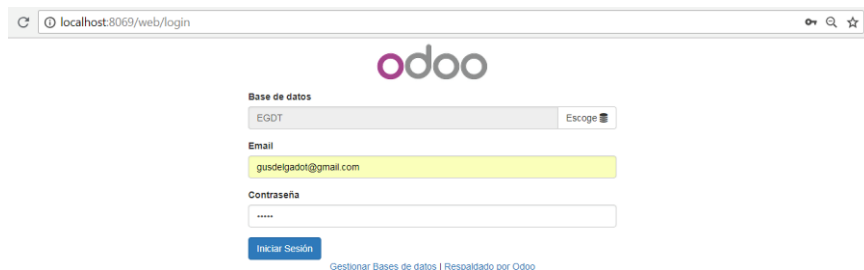 localhost:8069/web/login
odoo
Base de datos
EGDT Escoge
Email
gusdelgadot@gmail.com
Contraseña
•••••
Iniciar Sesión
Gestionar Bases de datos | Respaldado por Odoo